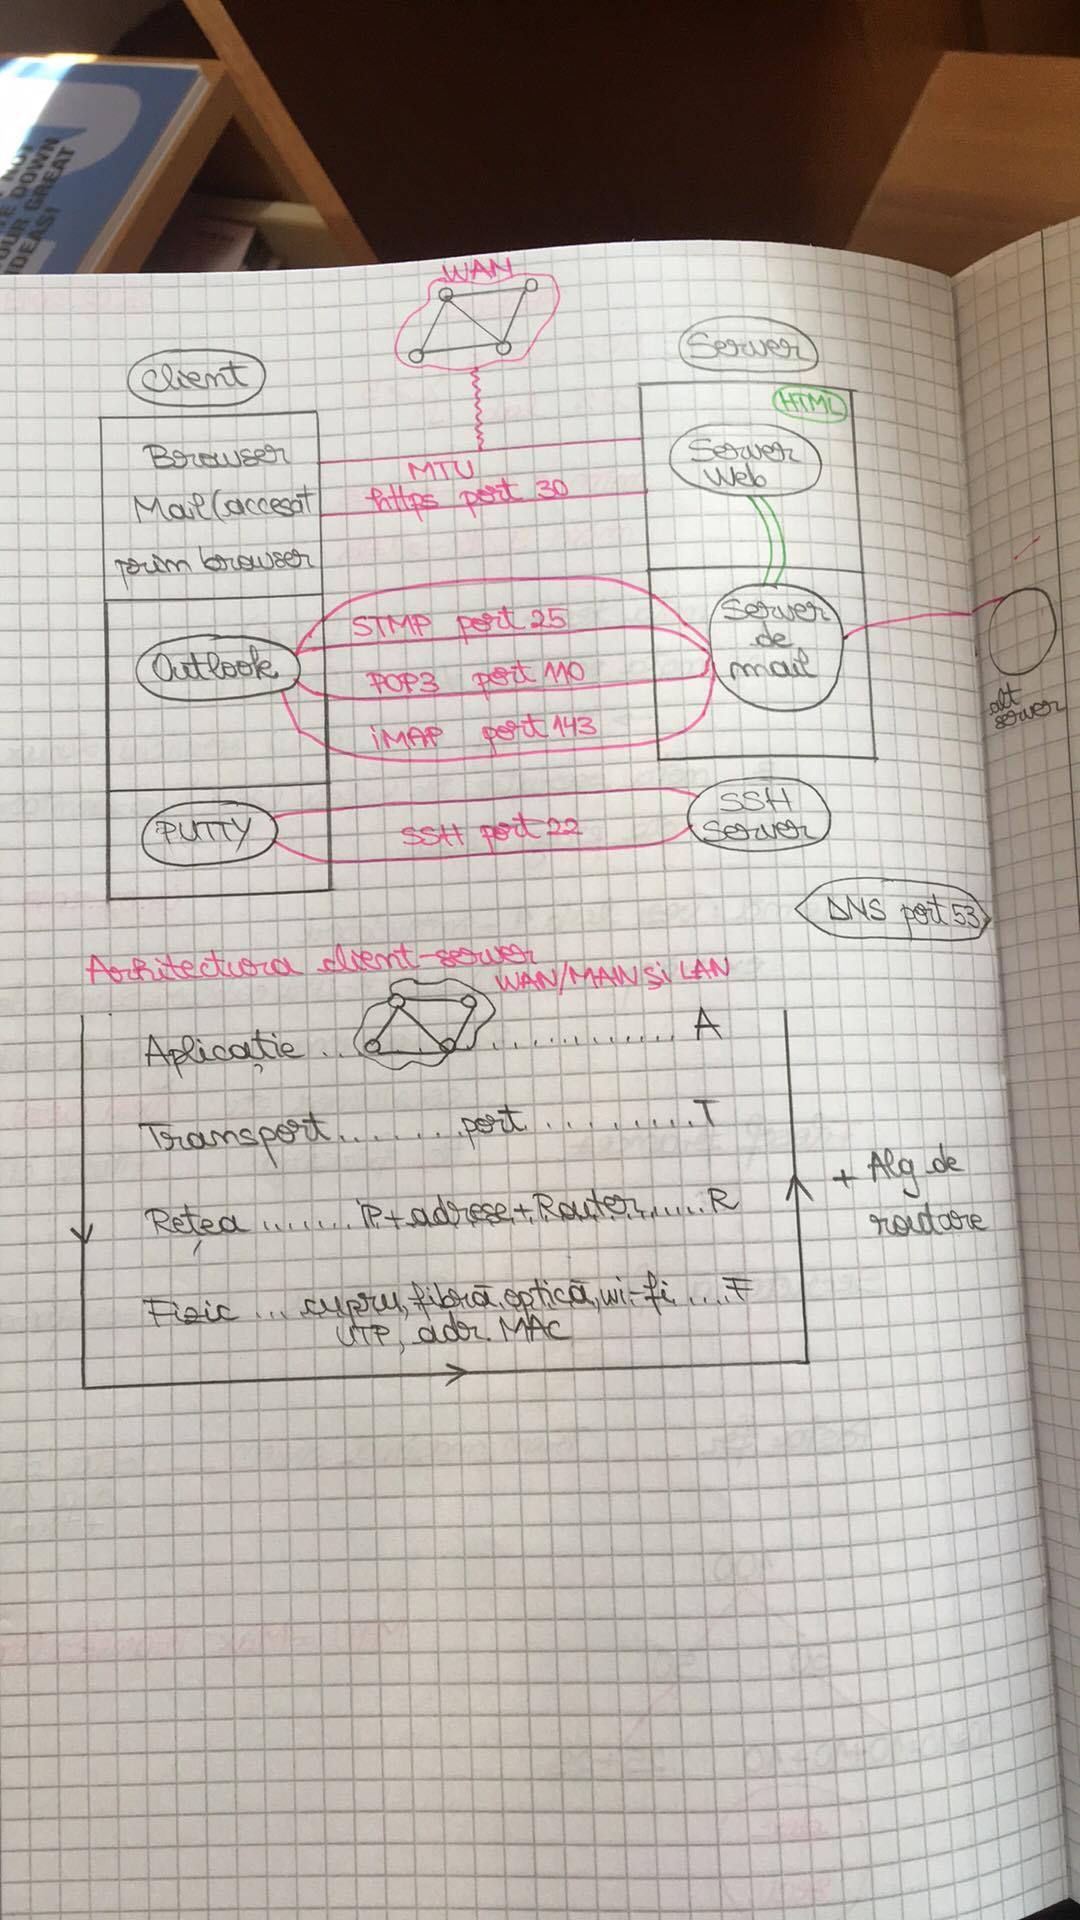 NOT
E DOWN
OUR GREAT
IDEAS!
WAN
Client
Server
HTML
Browser
Mail (accesat
prim browser
MTU
https port 30
Server
Web
Outlook
STMP port 25
POP3 port 110
iMAP port 143
Server
de
mail
alt
server
PUTTY
SSH port 22
SSH
Server
DNS port 53
Arhitectura client-server
WAN/MAN și LAN
Aplicație ............... A
Transport.......port.........T
Rețea ....... IP+adrese+Router......R
Fizic ... cupru, fibră, optică, wi-fi ....F
UTP, adr. MAC
+ Alg de
rutare